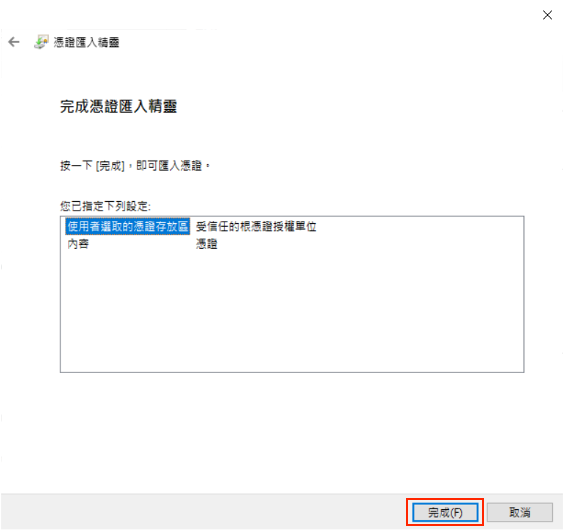 憑證匯入精靈
完成憑證匯入精靈
按一下 [完成]，即可匯入憑證。
您已指定下列設定:
使用者選取的憑證存放區 受信任的根憑證授權單位
內容 憑證
完成(F) 取消